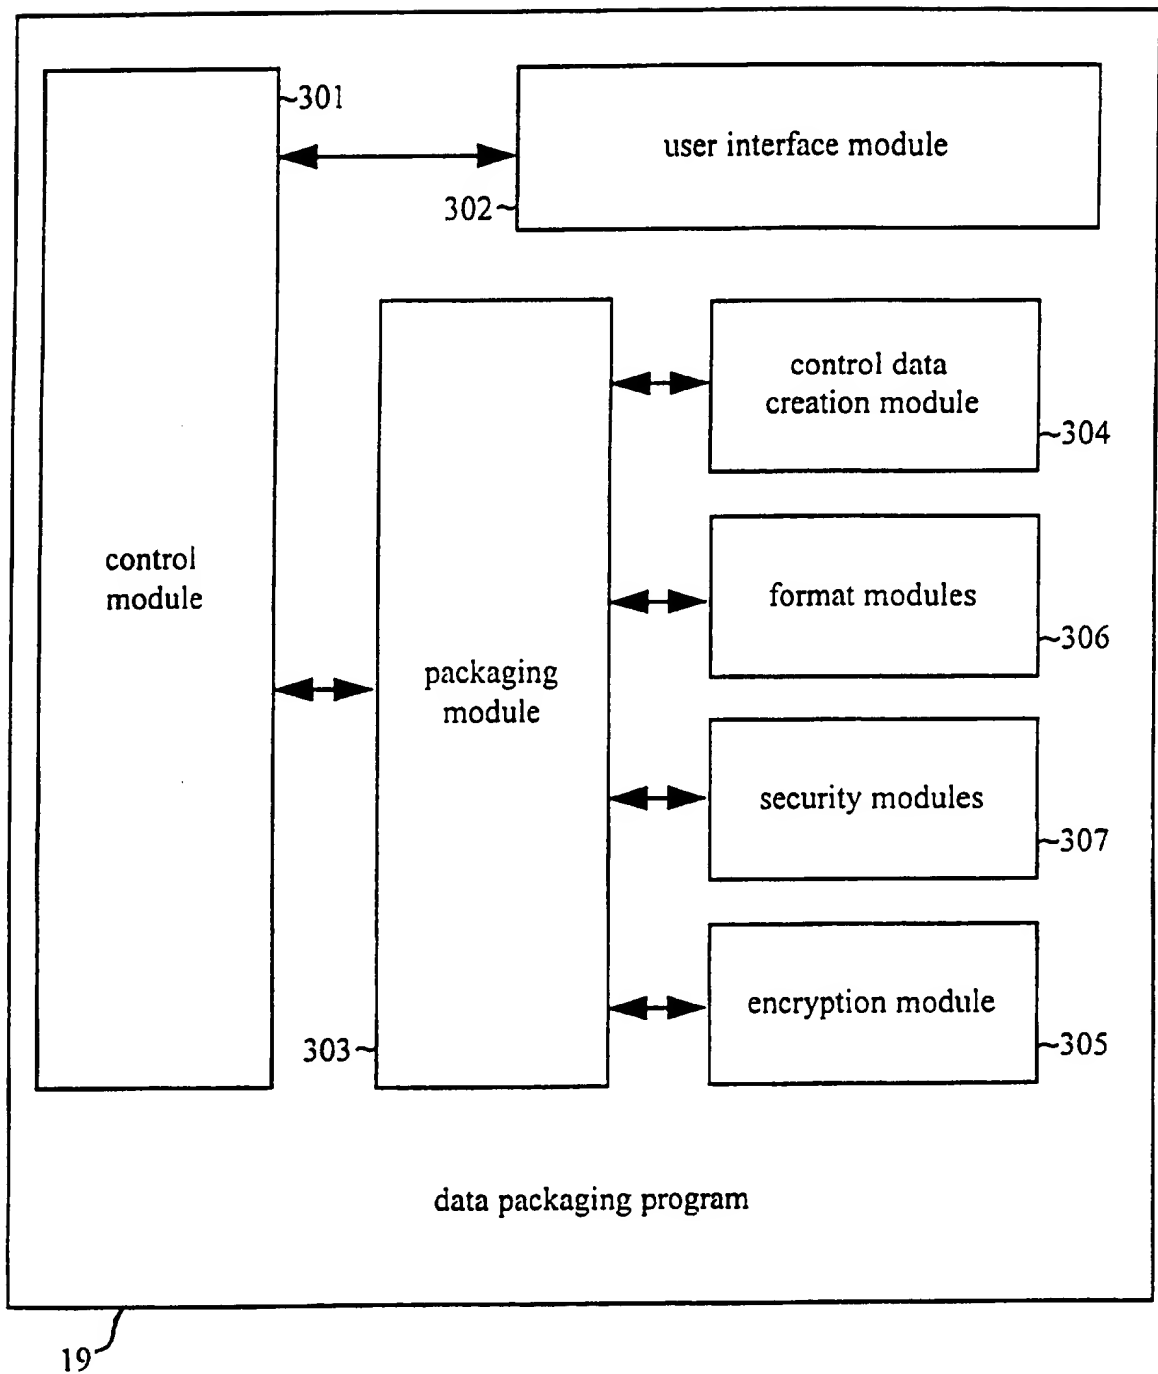 301
user interface module
302
control data
creation module
304
control
module
format modules
306
packaging
module
security modules
307
encryption module
303
305
data packaging program
19